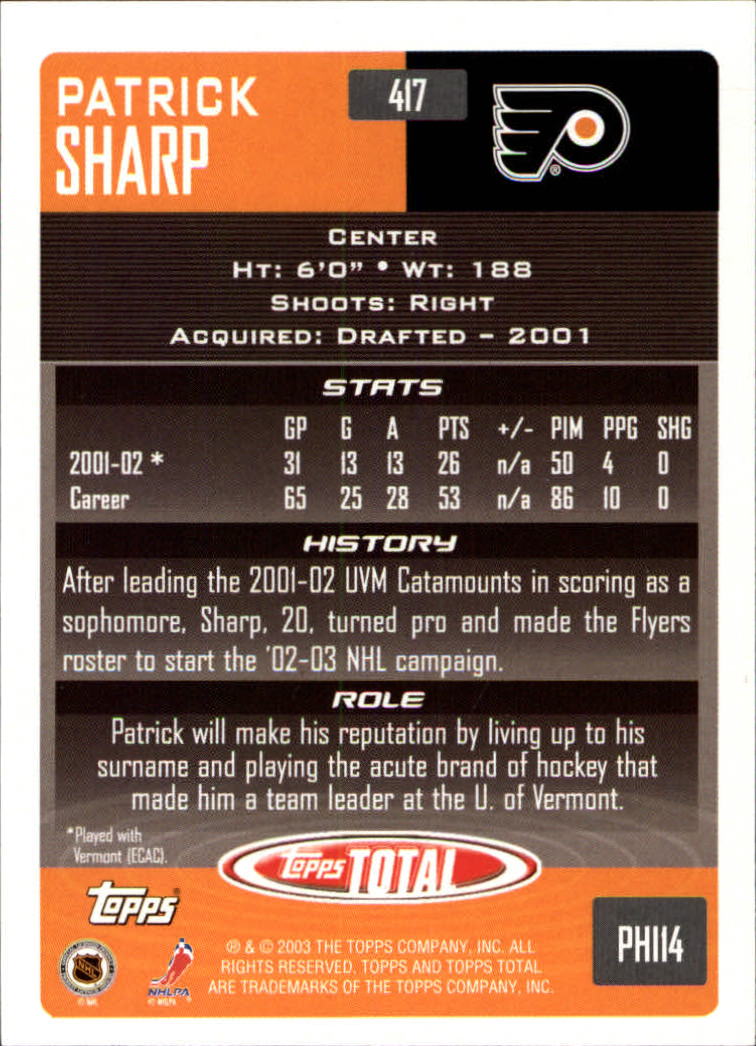 PATRICK
SHARP
417
®
CENTER
HT: 6'0" • WT: 188
SHOOTS: RIGHT
ACQUIRED: DRAFTED – 2001
STATS
GP G A PTS +/- PIM PPG SHG
2001-02 * 31 13 13 26 n/a 50 4 0
Career 65 25 28 53 n/a 86 10 0
HISTORY
After leading the 2001-02 UVM Catamounts in scoring as a
sophomore, Sharp, 20, turned pro and made the Flyers
roster to start the '02-03 NHL campaign.
ROLE
Patrick will make his reputation by living up to his
surname and playing the acute brand of hockey that
made him a team leader at the U. of Vermont.
*Played with
Vermont (ECAC).
topps TOTAL
topps®
PHI14
® & © 2003 THE TOPPS COMPANY, INC. ALL
RIGHTS RESERVED. TOPPS AND TOPPS TOTAL
ARE TRADEMARKS OF THE TOPPS COMPANY, INC.
NHL
NHLPA
© NHL
© NHLPA